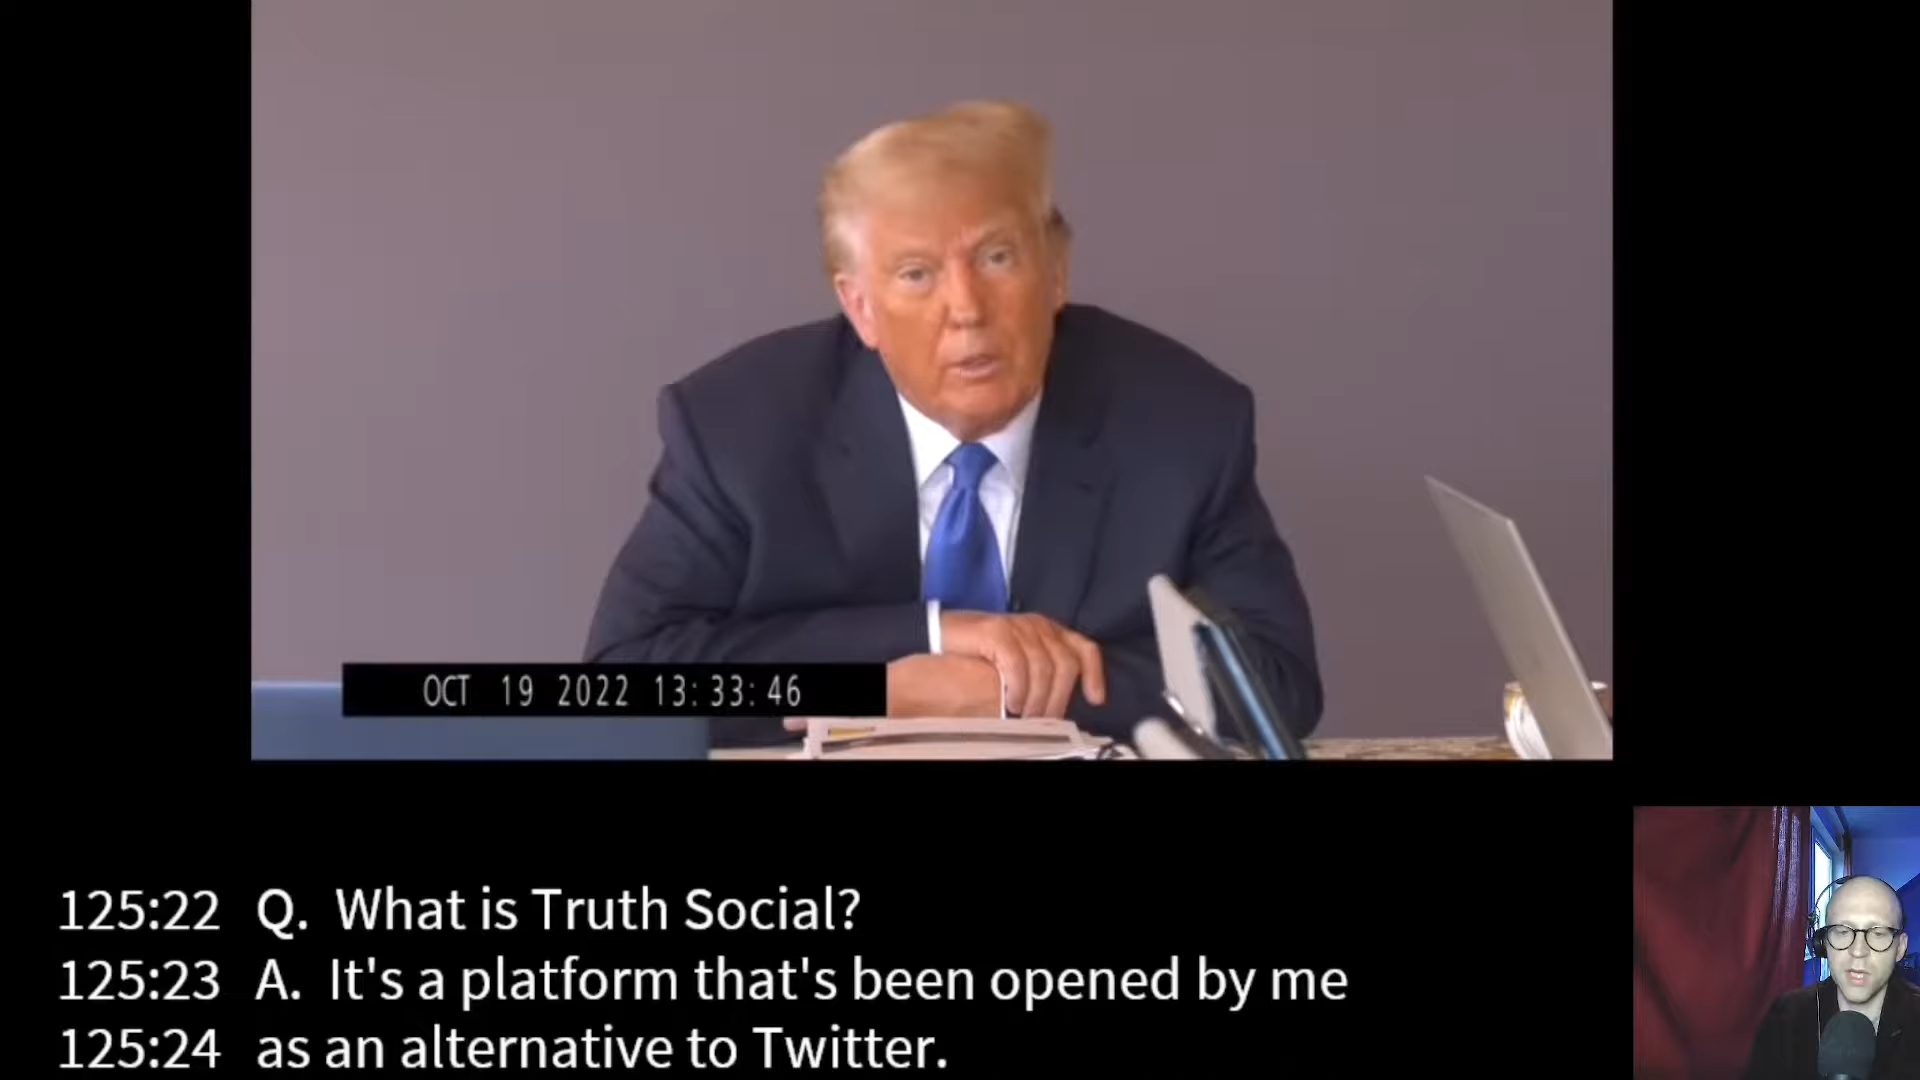 OCT 19 2022 13:33:46
125:22 Q. What is Truth Social?
125:23 A. It's a platform that's been opened by me
125:24 as an alternative to Twitter.